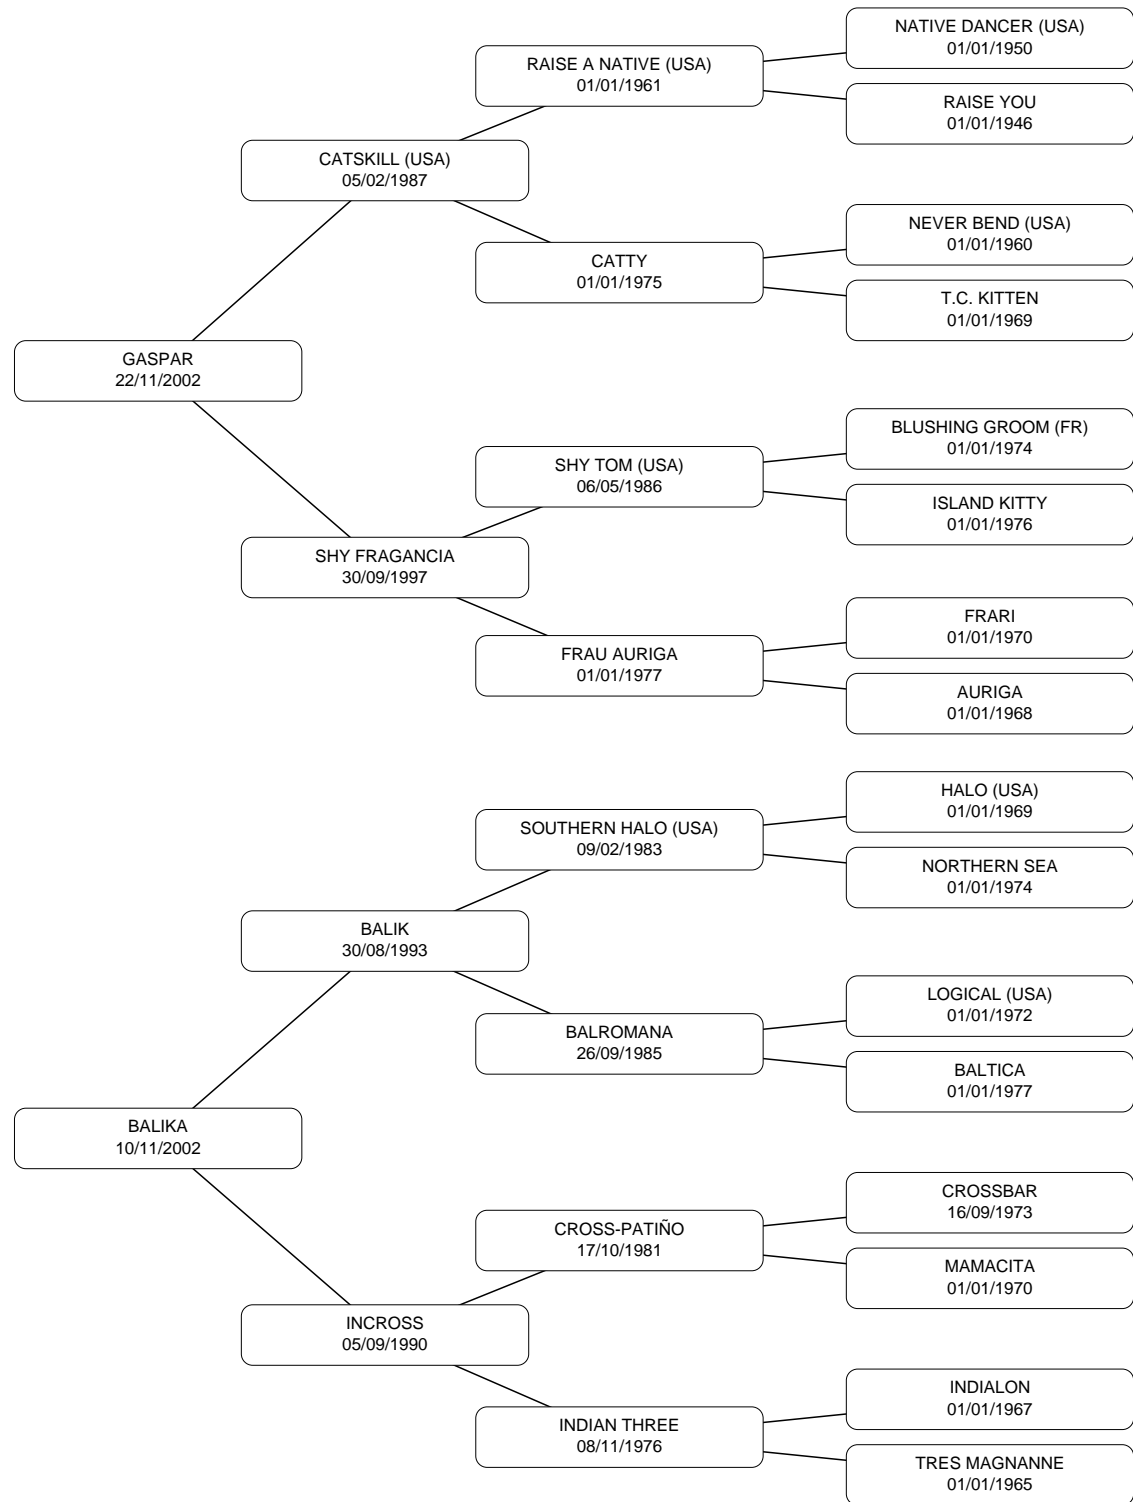 NATIVE DANCER (USA)
01/01/1950
RAISE A NATIVE (USA)
01/01/1961
RAISE YOU
01/01/1946
CATSKILL (USA)
05/02/1987
NEVER BEND (USA)
01/01/1960
CATTY
01/01/1975
T.C. KITTEN
01/01/1969
GASPAR
22/11/2002
BLUSHING GROOM (FR)
01/01/1974
SHY TOM (USA)
06/05/1986
ISLAND KITTY
01/01/1976
SHY FRAGANCIA
30/09/1997
FRARI
01/01/1970
FRAU AURIGA
01/01/1977
AURIGA
01/01/1968
HALO (USA)
01/01/1969
SOUTHERN HALO (USA)
09/02/1983
NORTHERN SEA
01/01/1974
BALIK
30/08/1993
LOGICAL (USA)
01/01/1972
BALROMANA
26/09/1985
BALTICA
01/01/1977
BALIKA
10/11/2002
CROSSBAR
16/09/1973
CROSS-PATIÑO
17/10/1981
MAMACITA
01/01/1970
INCROSS
05/09/1990
INDIALON
01/01/1967
INDIAN THREE
08/11/1976
TRES MAGNANNE
01/01/1965